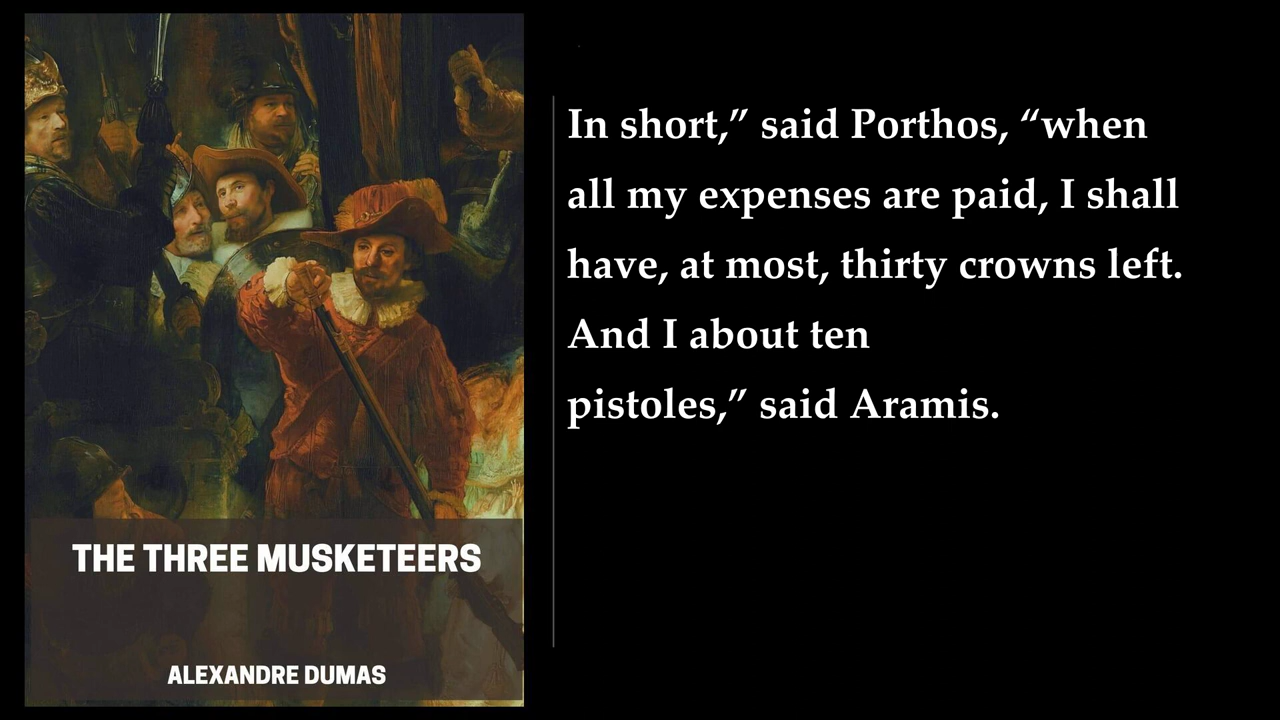 THE THREE MUSKETEERS
ALEXANDRE DUMAS
In short,” said Porthos, “when
all my expenses are paid, I shall
have, at most, thirty crowns left.
And I about ten
pistoles,” said Aramis.